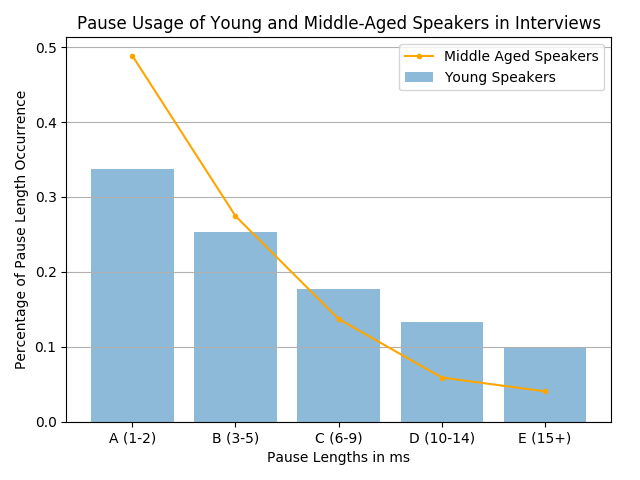 Pause Usage of Young and Middle-Aged Speakers in Interviews
Middle Aged Speakers
Young Speakers
Percentage of Pause Length Occurrence
0.5
0.4
0.3
0.2
0.1
0.0
A (1-2)
B (3-5)
C (6-9)
D (10-14)
E (15+)
Pause Lengths in ms